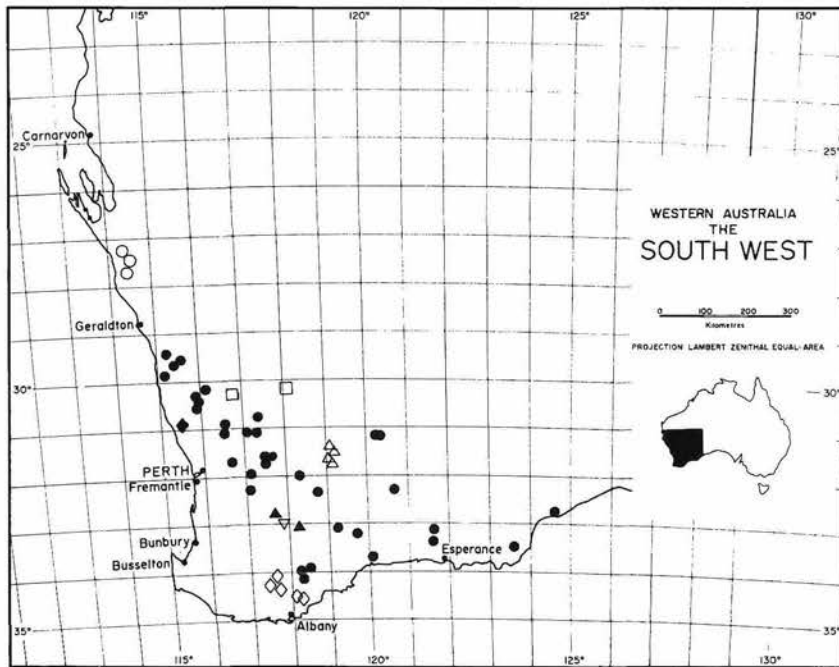 115° 120° 125° 130°
Carnarvon
25° 25°
WESTERN AUSTRALIA
THE
SOUTH WEST
Geraldton
0 100 200 300
Kilometres
PROJECTION LAMBERT ZENITHAL EQUAL-AREA
30° 30°
PERTH
Fremantle
Bunbury
Busselton
Esperance
Albany
35° 35°
115° 120° 125° 130°